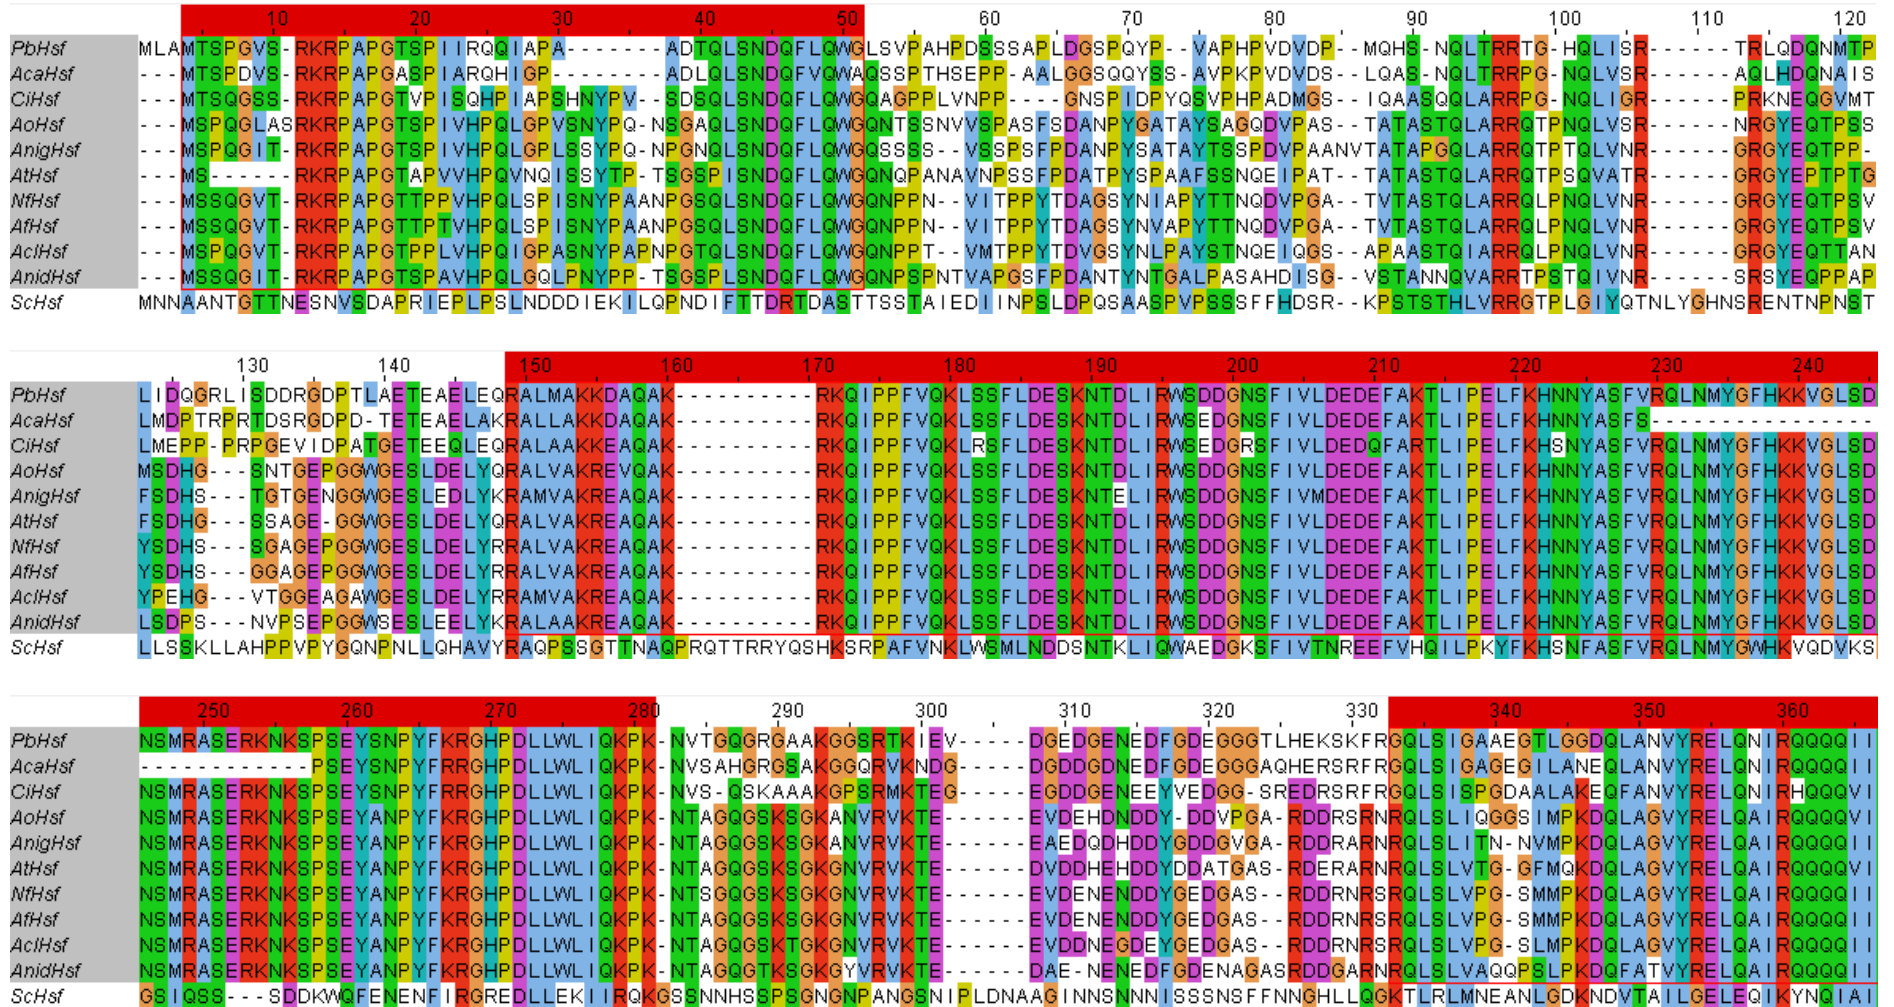 10 20 30 40 50 60 70 80 90 100 110 120
PbHsf MLAMTSPGVS-RKRPAPGTSPIIRQQIAPA-------ADTQLSNDQFLQWGLSVPAHPDSSSAPLDGSPQYP--VAPHPVDVDP--MQHS-NQLTRRTG-HQLISR------TRLQDQNMTP
AcaHsf ---MTSPDVS-RKRPAPGASPIARQHIGP--------ADLQLSNDQFVQWAQSSPTHSEPP-AALGGSQQYSS-AVPKPVDVDS--LQAS-NQLTRRPG-NQLVSR------AQLHDQNAIS
CiHsf ---MTSQGSS-RKRPAPGTVPISQHPIAPSHNYPV--SDSQLSNDQFLQWGQAGPPLVNPP----GNSPIDPYQSVPHPADMGS--IQAASQQLARRPG-NQLIGR------PRKNEQGVMT
AoHsf ---MSPQGLASRKRPAPGTSPIVHPQLGPVSNYPQ-NSGAQLSNDQFLQWGQNTSSNVVSPASFSDANPYGATAYSAGQDVPAS--TATASTQLARRQTPNQLVSR------NRGYEQTPSS
AnigHsf ---MSPQGIT-RKRPAPGTSPIVHPQLGPLSSYPQ-NPGNQLSNDQFLQWGQSSSS--VSSPSFPDANPYSATAYTSSPDVPAANVTATAPGQLARRQTPTQLVNR------GRGYEQTPP-
AtHsf ---MS------RKRPAPGTAPVVHPQVNQISSYTP-TSGSPISNDQFLQWGQNQPANAVNPSSFPDATPYSPAAFSSNQEIPAT--TATASTQLARRQTPSQVATR------GRGYEPTPTG
NfHsf ---MSSQGVT-RKRPAPGTTPPVHPQLSPISNYPAANPGSQLSNDQFLQWGQNPPN--VITPPYTDAGSYNIAPYTTNQDVPGA--TVTASTQLARRQLPNQLVNR------GRGYEQTPSV
AfHsf ---MSSQGVT-RKRPAPGTTPTVHPQLSPISNYPAANPGSQLSNDQFLQWGQNPPN--VITPPYTDAGSYNVAPYTTNQDVPGA--TVTASTQLARRQLPNQLVNR------GRGYEQTPSV
AclHsf ---MSPQGVT-RKRPAPGTPPLVHPQIGPASNYPAPNPGTQLSNDQFLQWGQNPPT--VMTPPYTDVGSYNLPAYSTNQEIQGS--APAASTQIARRQLPNQLVNR------GRGYEQTTAN
AnidHsf ---MSSQGIT-RKRPAPGTSPAVHPQLGQLPNYPP-TSGSPLSNDQFLQWGQNPSPNTVAPGSFPDANTYNTGALPASAHDISG--VSTANNQVARRTPSTQIVNR------SRSYEQPPAP
ScHsf MNNAANTGTTNESNVSDAPRIEPLPSLNDDDIEKILQPNDIFTTDRTDASTTSSTAIEDIINPSLDPQSAASPVPSSSFFHDSR--KPSTSTHLVRRGTPLGIYQTNLYGHNSRENTNPNST
130 140 150 160 170 180 190 200 210 220 230 240
PbHsf LIDQGRLISDDRGDPTLAETEAELEQRALMAKKDAQAK----------RKQIPPFVQKLSSFLDESKNTDLIRWSDDGNSFIVLDEDEFAKTLIPELFKHNNYASFVRQLNMYGFHKKVGLSD
AcaHsf LMDPTRPRTDSRGDPD-TETEAELAKRALLAKKDAQAK----------RKQIPPFVQKLSSFLDESKNTDLIRWSEDGNSFIVLDEDEFAKTLIPELFKHNNYASFS----------------
CiHsf LMEPP-PRPGEVIDPATGETEEQLEQRALAAKREAQAK----------RKQIPPFVQKLRSFLDESKNTDLIRWSEDGRSFIVLDEDQFARTLIPELFKHSNYASFVRQLNMYGFHKKVGLSD
AoHsf MSDHG---SNTGEPGGWGESLDELYQRALVAKREVQAK----------RKQIPPFVQKLSSFLDESKNTDLIRWSDDGNSFIVLDEDEFAKTLIPELFKHNNYASFVRQLNMYGFHKKVGLSD
AnigHsf FSDHS---TGTGENGGWGESLEDLYKRAMVAKREAQAK----------RKQIPPFVQKLSSFLDESKNTELIRWSDDGNSFIVMDEDEFAKTLIPELFKHNNYASFVRQLNMYGFHKKVGLSD
AtHsf FSDHG---SSAGE-GGWGESLDELYQRALVAKREAQAK----------RKQIPPFVQKLSSFLDESKNTDLIRWSDDGNSFIVLDEDEFAKTLIPELFKHNNYASFVRQLNMYGFHKKVGLSD
NfHsf YSDHS---SGAGEPGGWGESLDELYRRALVAKREAQAK----------RKQIPPFVQKLSSFLDESKNTDLIRWSDDGNSFIVLDEDEFAKTLIPELFKHNNYASFVRQLNMYGFHKKVGLSD
AfHsf YSDHS---GGAGEPGGWGESLDELYRRALVAKREAQAK----------RKQIPPFVQKLSSFLDESKNTDLIRWSDDGNSFIVLDEDEFAKTLIPELFKHNNYASFVRQLNMYGFHKKVGLSD
AclHsf YPEHG---VTGGEAGAWGESLDELYRRAMVAKREAQAK----------RKQIPPFVQKLSSFLDESKNTDLIRWSDDGNSFIVLDEDEFAKTLIPELFKHNNYASFVRQLNMYGFHKKVGLSD
AnidHsf LSDPS---NVPSEPGGWSESLEELYKRALAAKREAQAK----------RKQIPPFVQKLSSFLDESKNTDLIRWSDDGNSFIVLDEDEFAKTLIPELFKHNNYASFVRQLNMYGFHKKVGLSD
ScHsf LLSSKLLAHPPVPYGQNPNLLQHAVYRAQPSSGTTNAQPRQTTRRYQSHKSRPAFVNKLWSMLNDDSNTKLIQWAEDGKSFIVTNREEFVHQILPKYFKHSNFASFVRQLNMYGWHKVQDVKS
250 260 270 280 290 300 310 320 330 340 350 360
PbHsf NSMRASERKNKSPSEYSNPYFKRGHPDLLWLIQKPK-NVTGQGRGAAKGGSRTKIEV-----DGEDGENEDFGDEGGGTLHEKSKFRGQLSIGAAEGTLGGDQLANVYRELQNIRQQQQII
AcaHsf ------------PSEYSNPYFRRGHPDLLWLIQKPK-NVSAHGRGSAKGGQRVKNDG-----DGDDGDNEDFGDEGGGAQHERSRFRGQLSIGAGEGILANEQLANVYRELQNIRQQQQII
CiHsf NSMRASERKNKSPSEYSNPYFRRGHPDLLWLIQKPK-NVS-QSKAAAKGPSRMKTEG-----EGDDGENEEYVEDGG-SREDRSRFRGQLSISPGDAALAKEQFANVYRELQNIRHQQQVI
AoHsf NSMRASERKNKSPSEYANPYFKRGHPDLLWLIQKPK-NTAGQGSKSGKANVRVKTE------EVDEHDNDDY-DDVPGA-RDDRSRNRQLSLIQGGSIMPKDQLAGVYRELQAIRQQQQVI
AnigHsf NSMRASERKNKSPSEYANPYFKRGHPDLLWLIQKPK-NTAGQGSKSGKANVRVKTE------EAEDQDHDDYGDDGVGA-RDDRARNRQLSLITN-NVMPKDQLAGVYRELQAIRQQQQVI
AtHsf NSMRASERKNKSPSEYANPYFKRGHPDLLWLIQKPK-NTAGQGSKSGKGNVRVKTE------DVDDHEHDDYDDATGAS-RDERARNRQLSLVTG-GFMQKDQLAGVYRELQAIRQQQQVI
NfHsf NSMRASERKNKSPSEYANPYFKRGHPDLLWLIQKPK-NTSGQGSKSGKGNVRVKTE------EVDENENDDYGEDGAS--RDDRNRSRQLSLVPG-SMMPKDQLAGVYRELQAIRQQQQII
AfHsf NSMRASERKNKSPSEYANPYFKRGHPDLLWLIQKPK-NTAGQGSKSGKGNVRVKTE------EVDENENDDYGEDGAS--RDDRNRSRQLSLVPG-SMMPKDQLAGVYRELQAIRQQQQII
AclHsf NSMRASERKNKSPSEYANPYFKRGHPDLLWLIQKPK-NTAGQGSKTGKGNVRVKTE------EVDDNEGDEYGEDGAS--RDDRNRSRQLSLVPG-SLMPKDQLAGVYRELQAIRQQQQII
AnidHsf NSMRASERKNKSPSEYANPYFKRGHPDLLWLIQKPK-NTAGQGTKSGKGYVRVKTE------DAE-NENEDFGDENAGASRDDGARNRQLSLVAQQPSLPKDQFATVYRELQAIRQQQQII
ScHsf GSIQSS---SDDKWQFENENFIRGREDLLEKIIRQKGSSNNHSSPSGNGNPANGSNIPLDNAAGINNSNNNISSSNSFFNNGHLLQGKTLRLMNEANLGDKNDVTAILGELEQIKYNQIAI